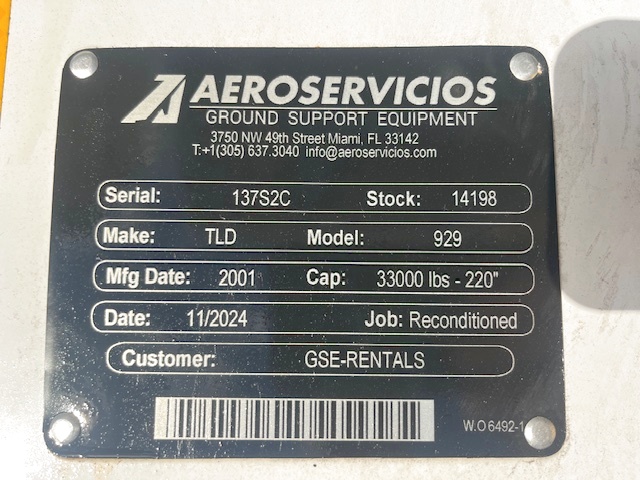 AEROSERVICIOS
GROUND SUPPORT EQUIPMENT
3750 NW 49th Street Miami, FL 33142
T:+1(305) 637.3040 info@aeroservicios.com
Serial: 137S2C Stock: 14198
Make: TLD Model: 929
Mfg Date: 2001 Cap: 33000 lbs - 220"
Date: 11/2024 Job: Reconditioned
Customer: GSE-RENTALS
W.O 6492-1